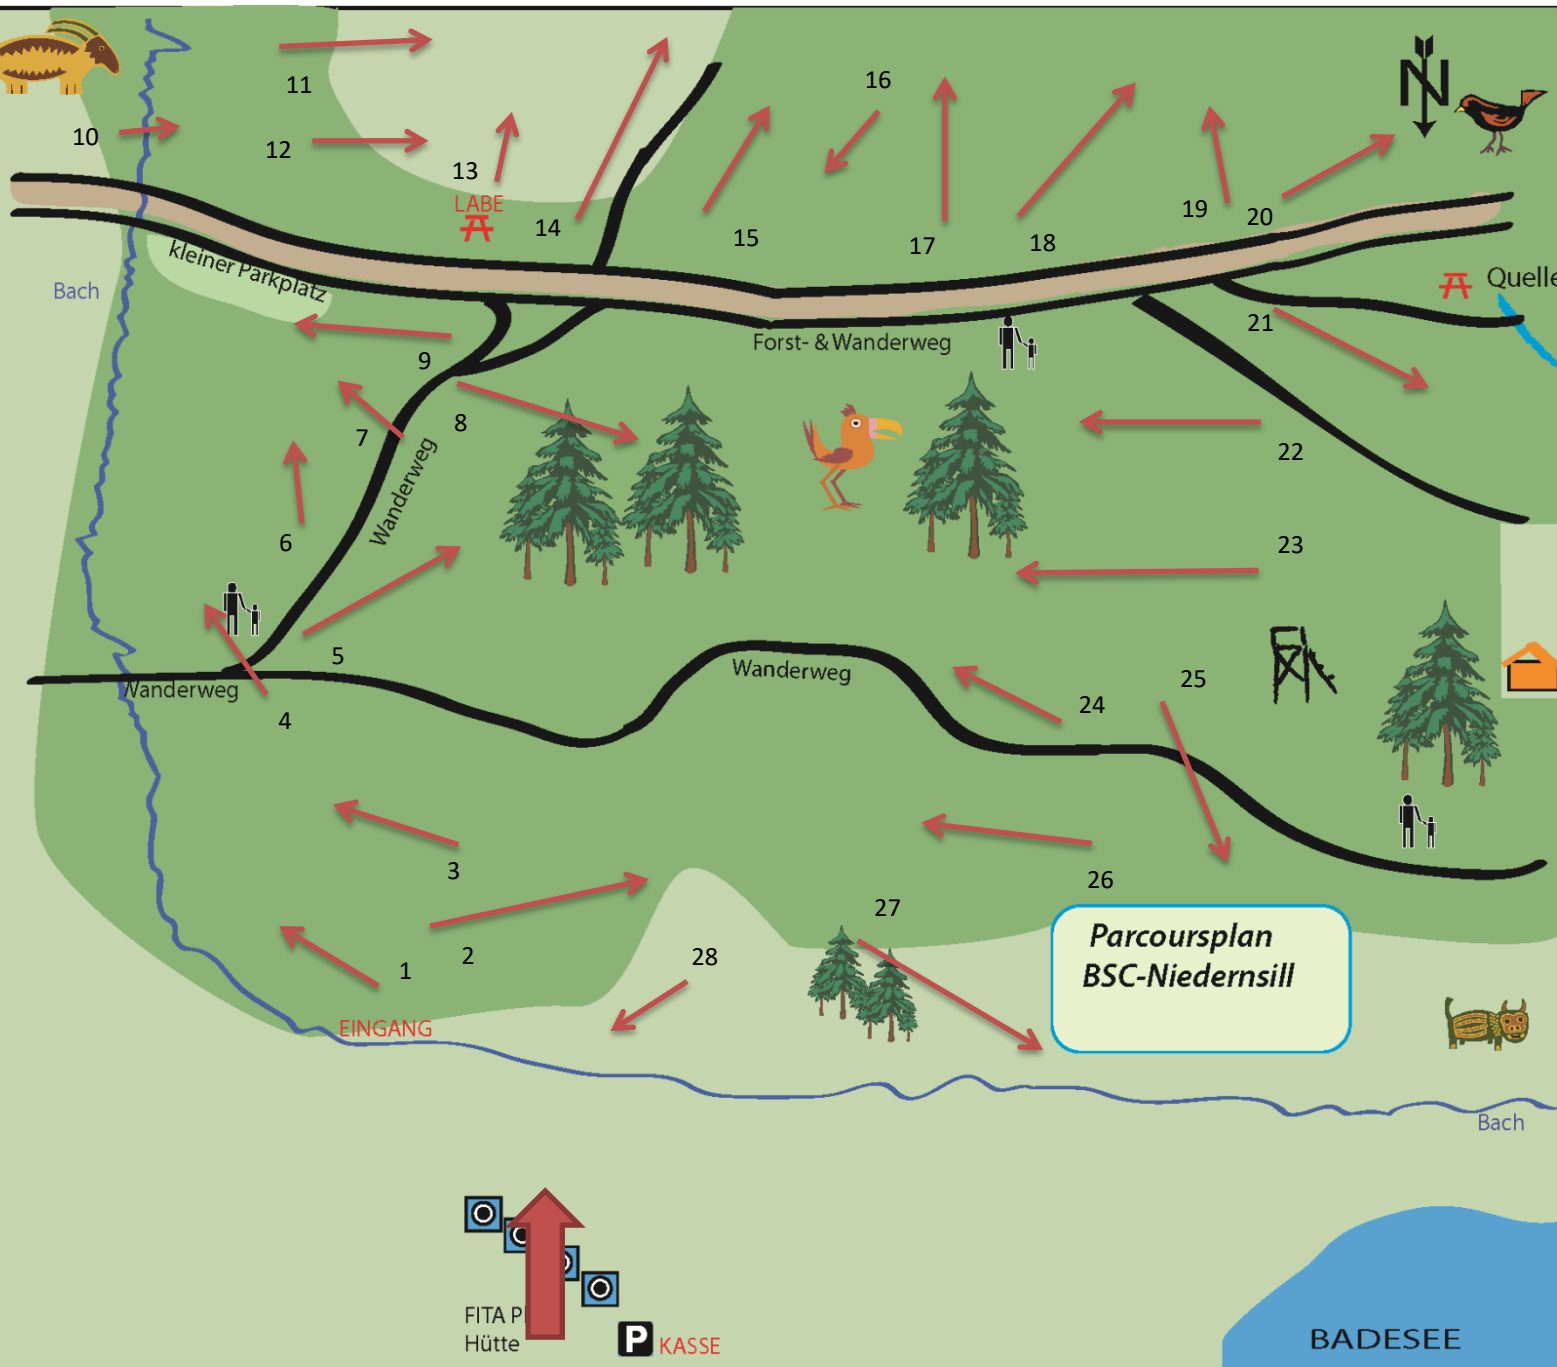 N
11
16
10
12
13
LABE
14
15
17
18
19
20
kleiner Parkplatz
Bach
Quelle
21
9
Forst- & Wanderweg
8
7
Wanderweg
22
6
23
5
Wanderweg
Wanderweg
25
24
4
3
26
27
Parcoursplan
BSC-Niedernsill
2
28
1
EINGANG
Bach
FITA P
Hütte
P
KASSE
BADESEE